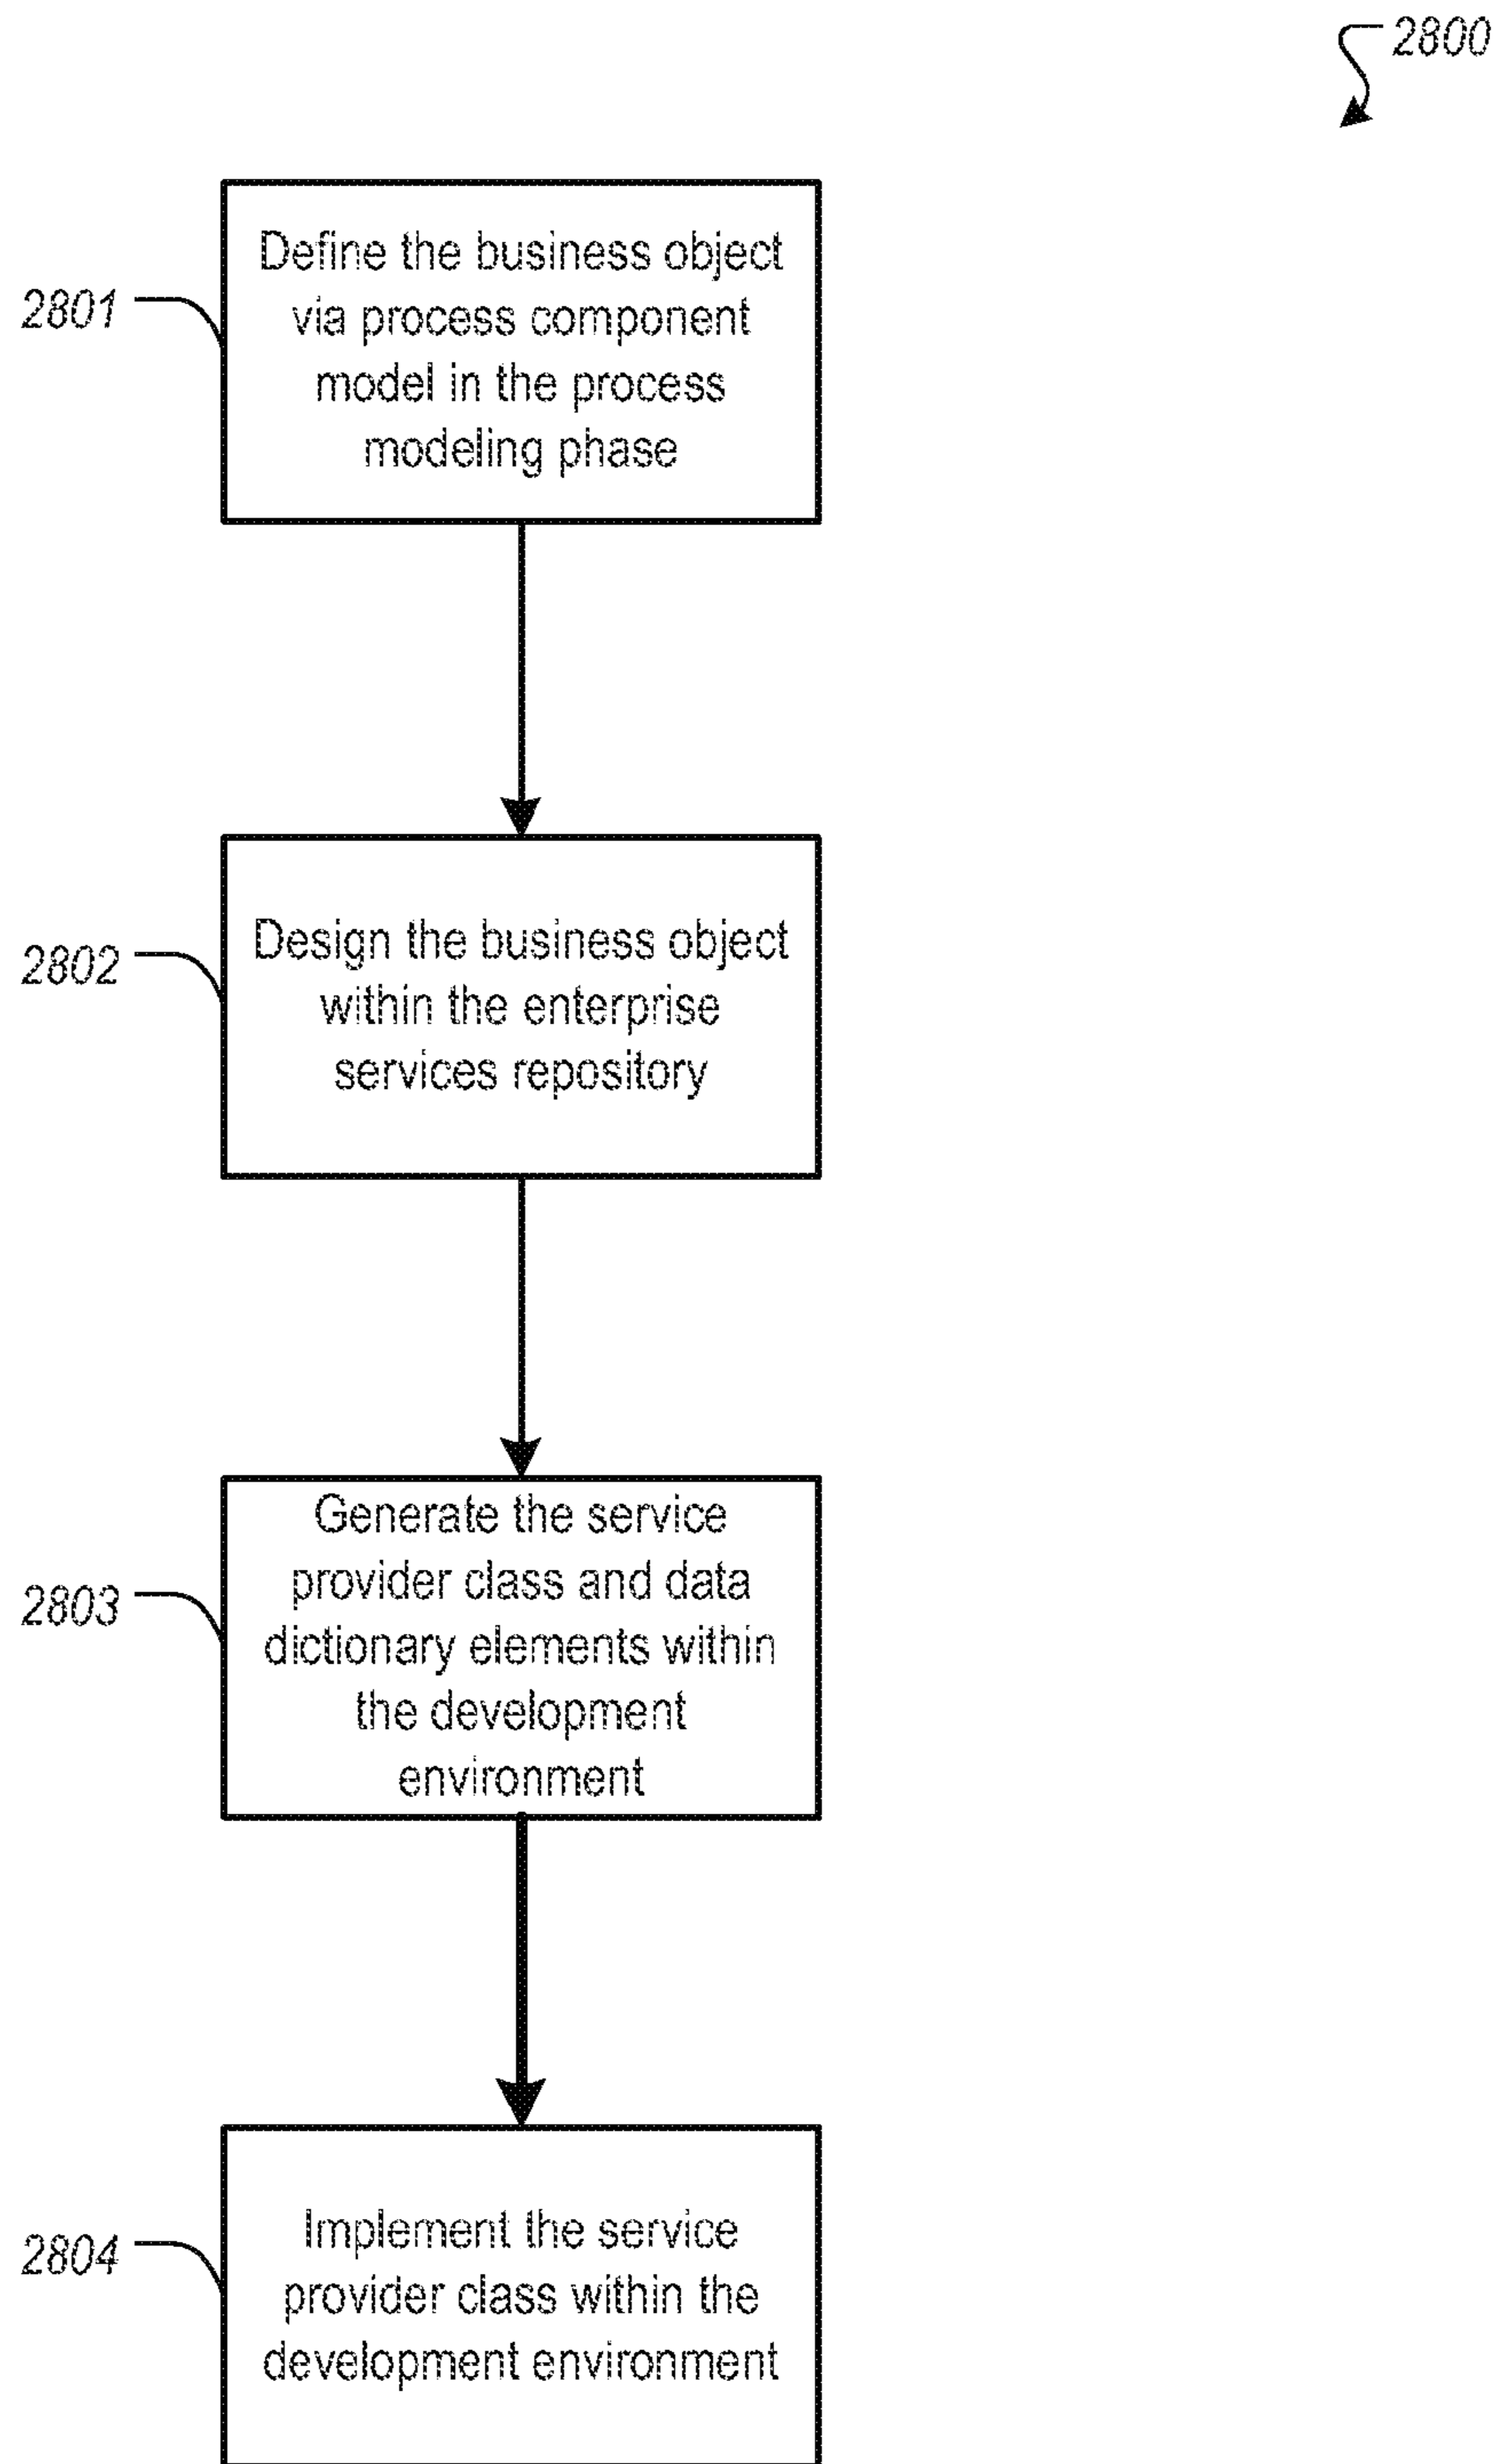 2800
Define the business object
via process component
model in the process
modeling phase
2801
Design the business object
within the enterprise
services repository
2802
Generate the service
provider class and data
dictionary elements within
the development
environment
2803
Implement the service
provider class within the
development environment
2804